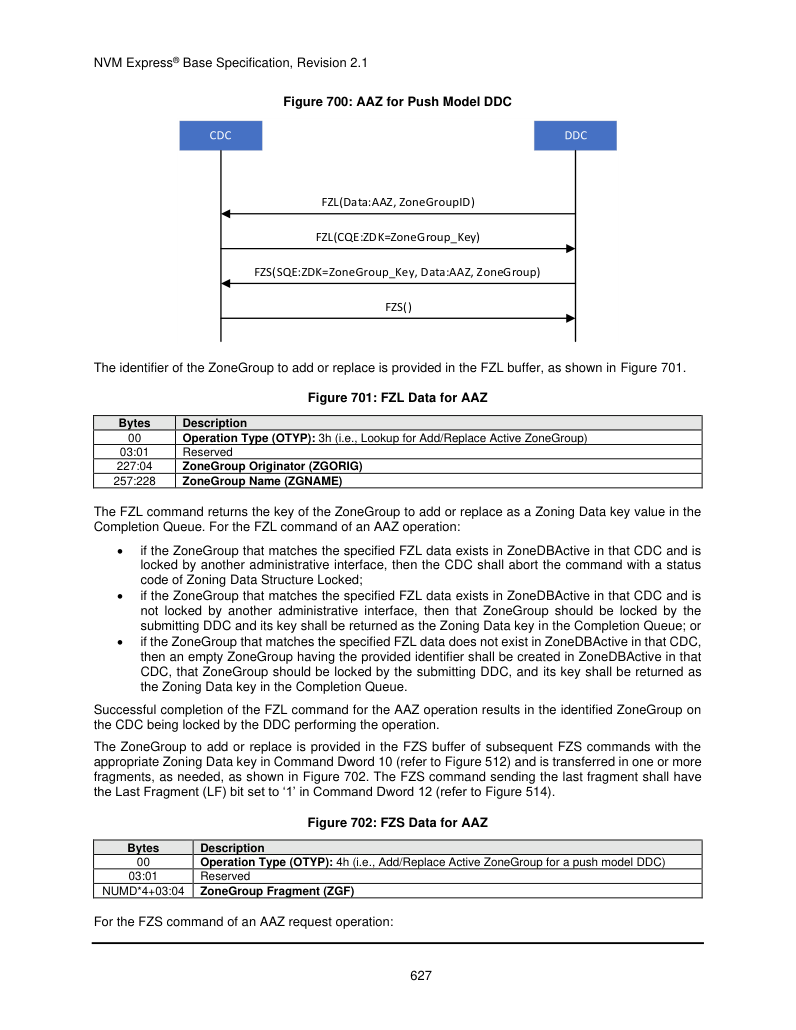 NVM Express® Base Specification, Revision 2.1
Figure 700: AAZ for Push Model DDC
CDC
DDC
FZL(Data:AAZ, ZoneGroupID)
FZL(CQE:ZDK=ZoneGroup_Key)
FZS(SQE:ZDK=ZoneGroup_Key, Data:AAZ, ZoneGroup)
FZS()
The identifier of the ZoneGroup to add or replace is provided in the FZL buffer, as shown in Figure 701.
Figure 701: FZL Data for AAZ
Bytes Description
00 Operation Type (OTYP): 3h (i.e., Lookup for Add/Replace Active ZoneGroup)
03:01 Reserved
227:04 ZoneGroup Originator (ZGORIG)
257:228 ZoneGroup Name (ZGNAME)
The FZL command returns the key of the ZoneGroup to add or replace as a Zoning Data key value in the
Completion Queue. For the FZL command of an AAZ operation:
• if the ZoneGroup that matches the specified FZL data exists in ZoneDBActive in that CDC and is
locked by another administrative interface, then the CDC shall abort the command with a status
code of Zoning Data Structure Locked;
• if the ZoneGroup that matches the specified FZL data exists in ZoneDBActive in that CDC and is
not locked by another administrative interface, then that ZoneGroup should be locked by the
submitting DDC and its key shall be returned as the Zoning Data key in the Completion Queue; or
• if the ZoneGroup that matches the specified FZL data does not exist in ZoneDBActive in that CDC,
then an empty ZoneGroup having the provided identifier shall be created in ZoneDBActive in that
CDC, that ZoneGroup should be locked by the submitting DDC, and its key shall be returned as
the Zoning Data key in the Completion Queue.
Successful completion of the FZL command for the AAZ operation results in the identified ZoneGroup on
the CDC being locked by the DDC performing the operation.
The ZoneGroup to add or replace is provided in the FZS buffer of subsequent FZS commands with the
appropriate Zoning Data key in Command Dword 10 (refer to Figure 512) and is transferred in one or more
fragments, as needed, as shown in Figure 702. The FZS command sending the last fragment shall have
the Last Fragment (LF) bit set to ‘1’ in Command Dword 12 (refer to Figure 514).
Figure 702: FZS Data for AAZ
Bytes Description
00 Operation Type (OTYP): 4h (i.e., Add/Replace Active ZoneGroup for a push model DDC)
03:01 Reserved
NUMD*4+03:04 ZoneGroup Fragment (ZGF)
For the FZS command of an AAZ request operation:
627